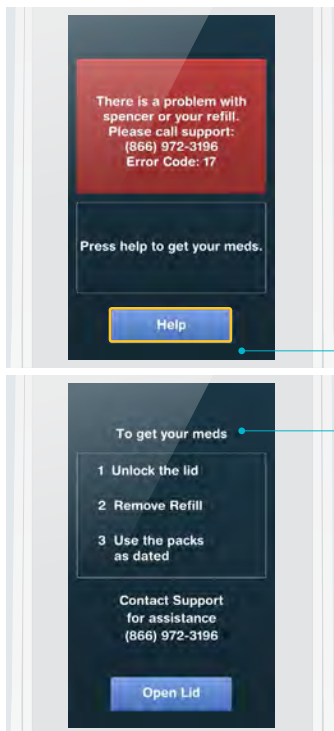 There is a problem with
spencer or your refill.
Please call support:
(866) 972-3196
Error Code: 17
Press help to get your meds.
Help
To get your meds
1 Unlock the lid
2 Remove Refill
3 Use the packs
as dated
Contact Support
for assistance
(866) 972-3196
Open Lid